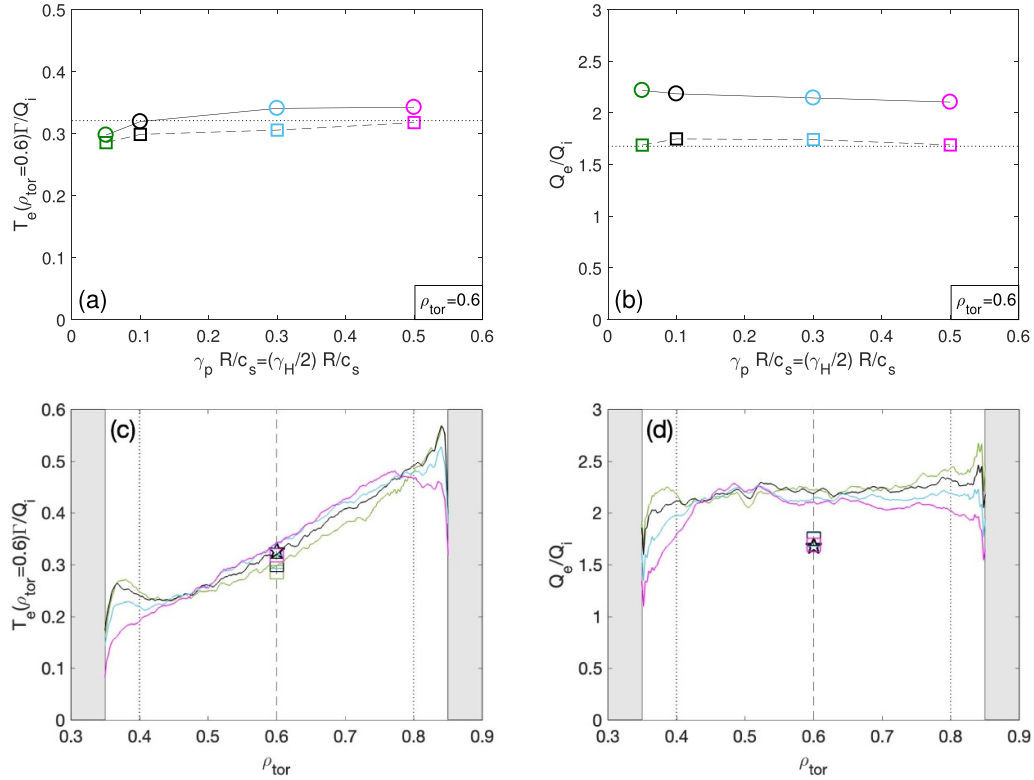 0.5
0.4
0.3
0.2
0.1
0
T_e(ρ_tor=0.6)Γ/Q_i
(a)
ρ_tor=0.6
0 0.1 0.2 0.3 0.4 0.5 0.6
γ_p R/c_s=(γ_H/2) R/c_s
3
2.5
2
1.5
1
0.5
0
Q_e/Q_i
(b)
ρ_tor=0.6
0 0.1 0.2 0.3 0.4 0.5 0.6
γ_p R/c_s=(γ_H/2) R/c_s
0.6
0.5
0.4
0.3
0.2
0.1
0
T_e(ρ_tor=0.6)Γ/Q_i
(c)
0.3 0.4 0.5 0.6 0.7 0.8 0.9
ρ_tor
3
2.5
2
1.5
1
0.5
0
Q_e/Q_i
(d)
0.3 0.4 0.5 0.6 0.7 0.8 0.9
ρ_tor